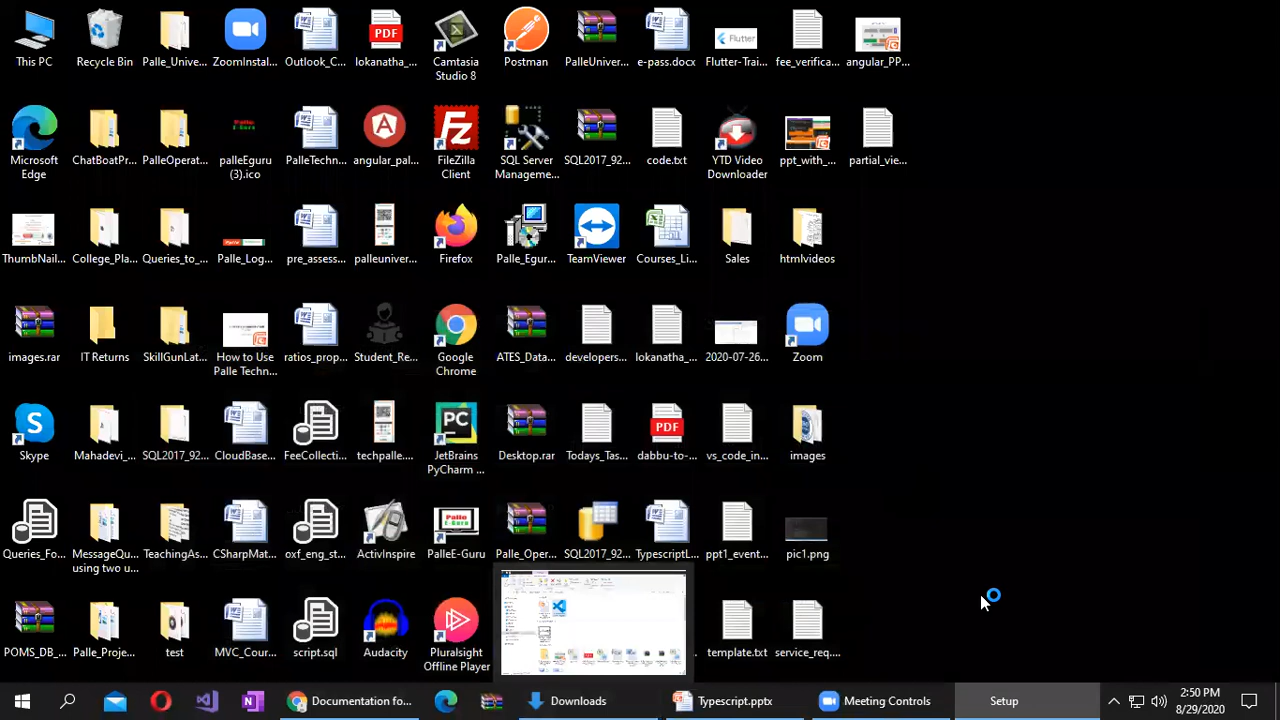 This PC
Recycle Bin
Palle_Univ...
ZoomInstal...
Outlook_C...
lokanatha_...
Camtasia
Studio 8
Postman
PalleUniver...
e-pass.docx
Flutter-Trai...
fee_verifica...
angular_PP...
Microsoft
Edge
palleguru
(3).ico
PalleOperat...
PalleTechn...
angular_pal...
FileZilla
Client
SQL Server
Manageme...
SQL2017_92...
code.txt
YTD Video
Downloader
ppt_with_...
partial_vie...
ThumbNail...
College_Pla...
Queries_to_...
Palle_Log...
pre_assess...
palleuniver...
Firefox
Palle_Egur...
TeamViewer
Courses_Li...
Sales
htmlvideos
images.rar
IT Returns
SkillGunLat...
How to Use
Palle Techn...
ratios_prop...
Student_Re...
Google
Chrome
ATES_Data...
developers...
lokanatha_...
2020-07-26...
Zoom
Skype
Mahadevi_...
SQL2017_92...
CloudBase...
FeeCollecti...
techpalle....
JetBrains
PyCharm ...
Desktop.rar
Todays_Tas...
dabbu-to-...
vs_code_in...
images
Queries_Fo...
MessageQu...
using two u...
TeachingAs...
CSharpMat...
oxf_eng_st...
ActivInspire
PalleE-Guru
Palle_Oper...
SQL2017_92...
TypescriptL...
ppt1_event...
pic1.png
POMS_DB_...
Palle_Proje...
test
script.sql
Audacity
Pluralsight
Offline Player
template.txt
service_req...
Documentation fo...
Downloads
Typescript.pptx
Meeting Controls
Setup
2:50 PM
8/29/2020